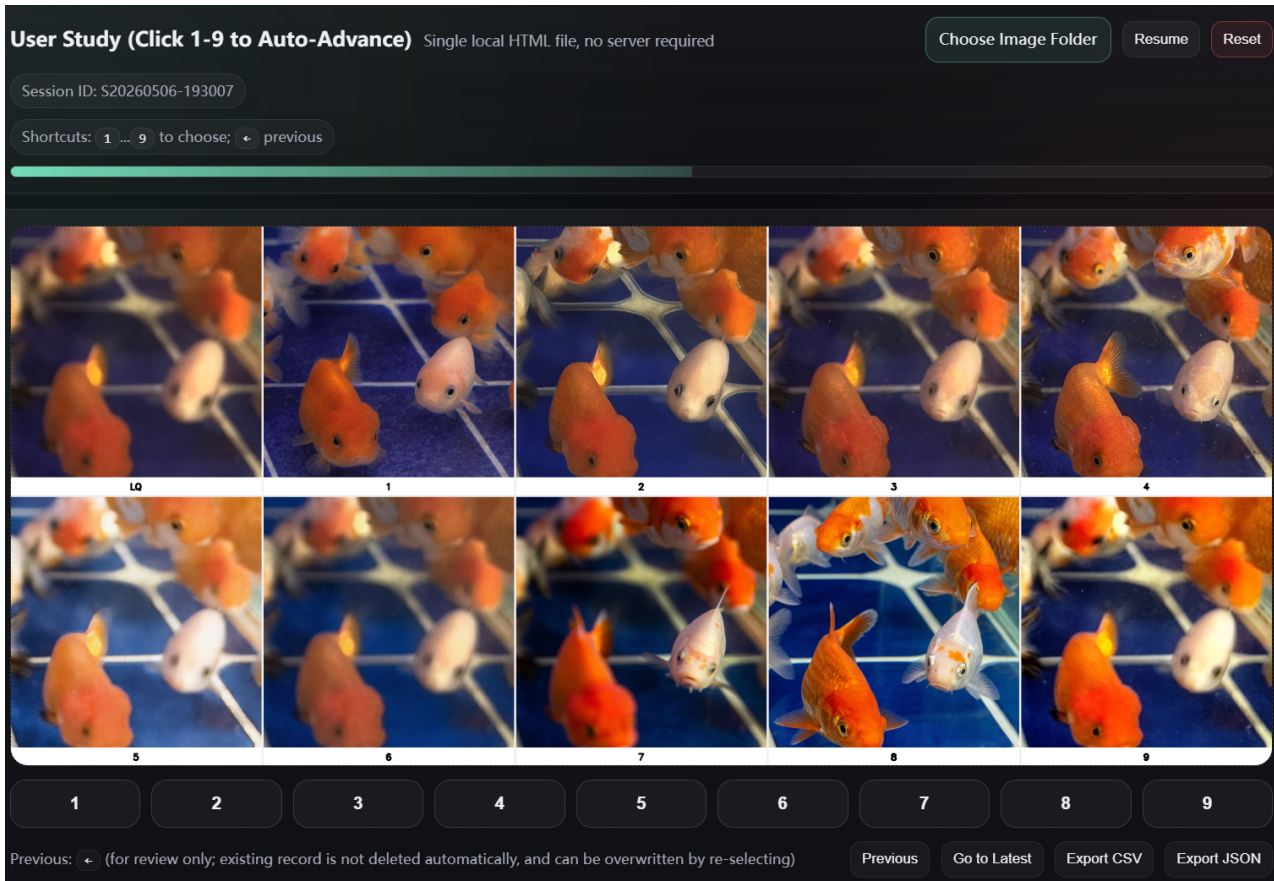 User Study (Click 1-9 to Auto-Advance) Single local HTML file, no server required
Choose Image Folder
Resume
Reset
Session ID: S20260506-193007
Shortcuts: 1...9 to choose; ← previous
LQ
1
2
3
4
5
6
7
8
9
1
2
3
4
5
6
7
8
9
Previous: ← (for review only; existing record is not deleted automatically, and can be overwritten by re-selecting)
Previous
Go to Latest
Export CSV
Export JSON